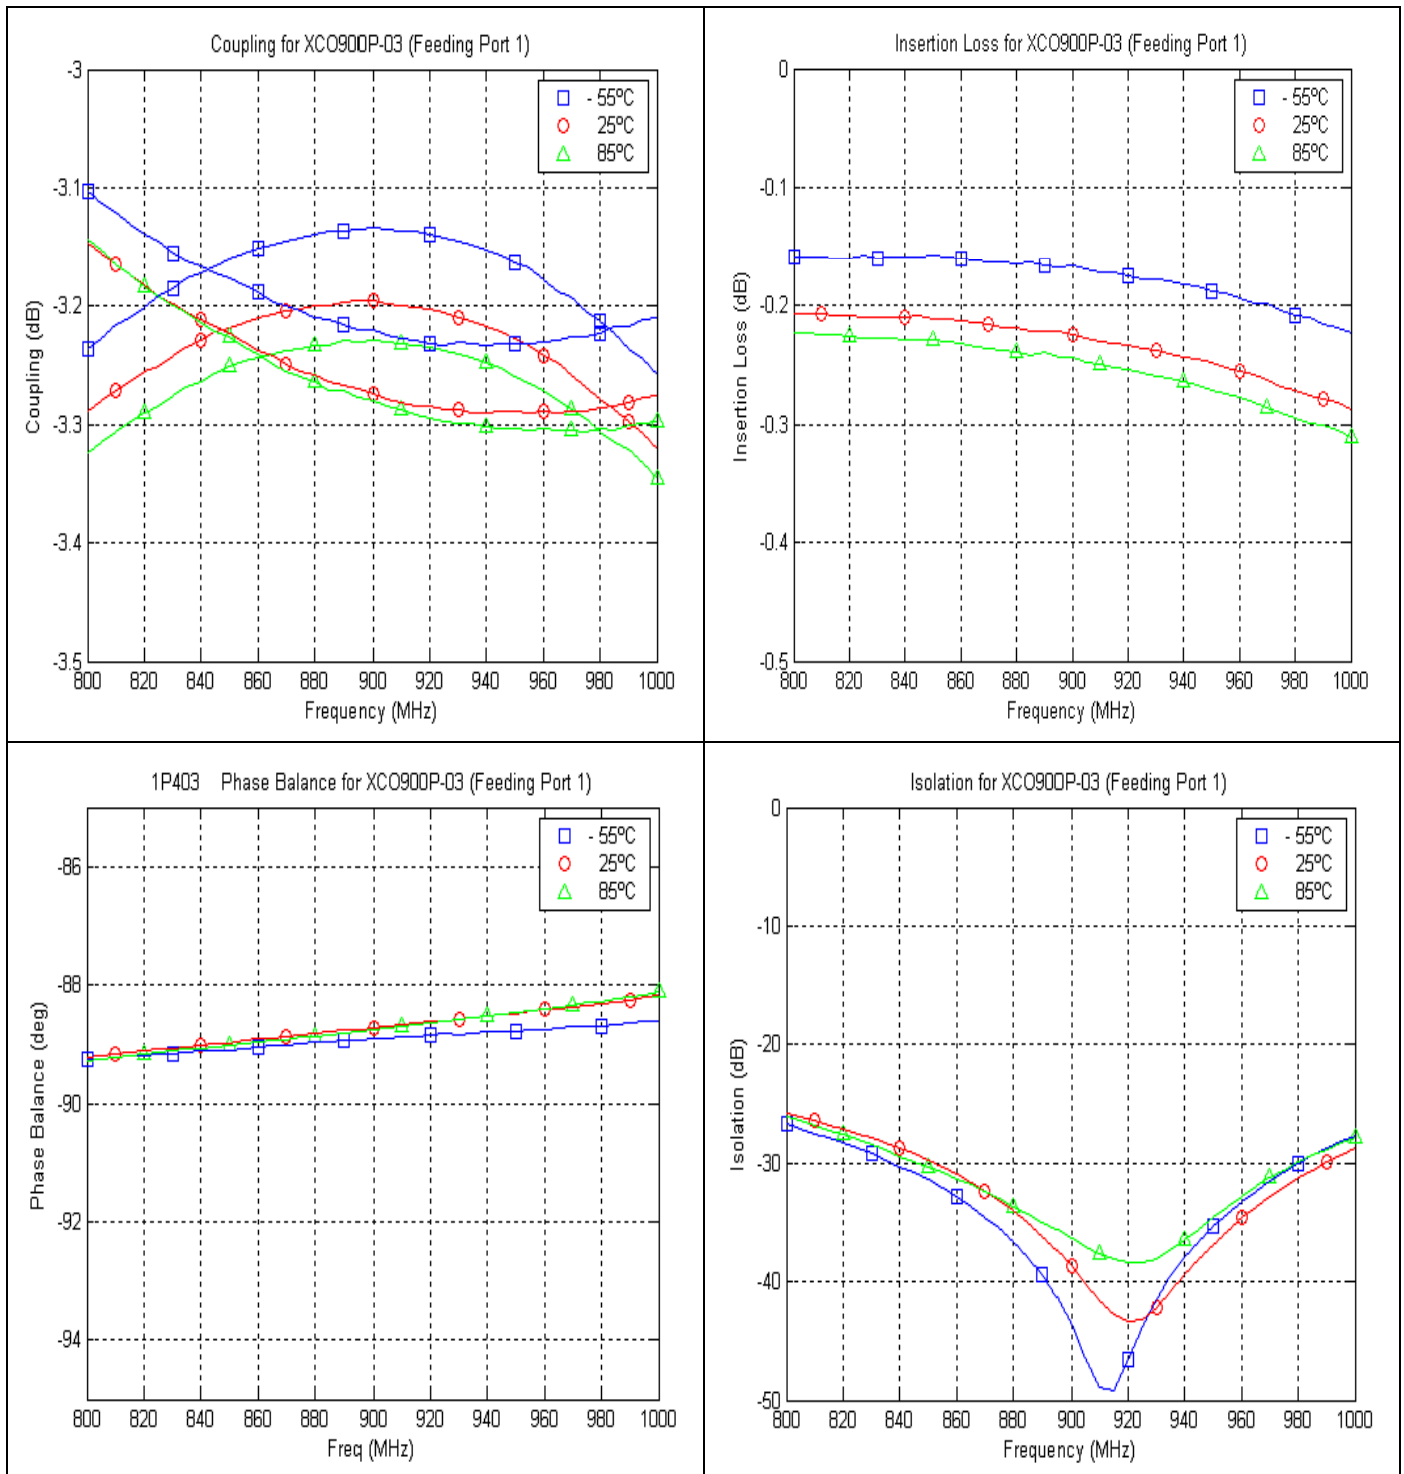 Coupling for XCO900P-03 (Feeding Port 1)
-3
-3.1
-3.2
-3.3
-3.4
-3.5
Coupling (dB)
- 55ºC
25ºC
85ºC
800 820 840 860 880 900 920 940 960 980 1000
Frequency (MHz)
Insertion Loss for XCO900P-03 (Feeding Port 1)
0
-0.1
-0.2
-0.3
-0.4
-0.5
Insertion Loss (dB)
- 55ºC
25ºC
85ºC
800 820 840 860 880 900 920 940 960 980 1000
Frequency (MHz)
1P403 Phase Balance for XCO900P-03 (Feeding Port 1)
-86
-88
-90
-92
-94
Phase Balance (deg)
- 55ºC
25ºC
85ºC
800 820 840 860 880 900 920 940 960 980 1000
Freq (MHz)
Isolation for XCO900P-03 (Feeding Port 1)
0
-10
-20
-30
-40
-50
Isolation (dB)
- 55ºC
25ºC
85ºC
800 820 840 860 880 900 920 940 960 980 1000
Frequency (MHz)